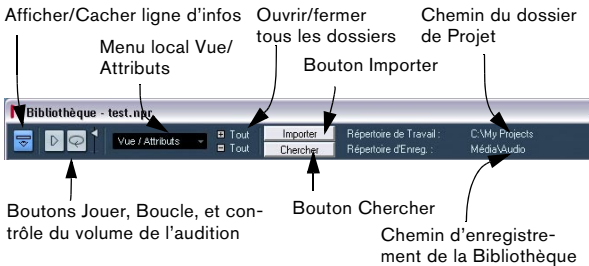 Afficher/Cacher ligne d'infos
Ouvrir/fermer
tous les dossiers
Chemin du dossier
de Projet
Menu local Vue/
Attributs
Bouton Importer
Bibliothèque - test.npr
Vue / Attributs
Tout
Tout
Importer
Chercher
Répertoire de Travail :
C:\My Projects
Répertoire d'Enreg. :
Média\Audio
Boutons Jouer, Boucle, et con-
trôle du volume de l'audition
Bouton Chercher
Chemin d'enregistre-
ment de la Bibliothèque